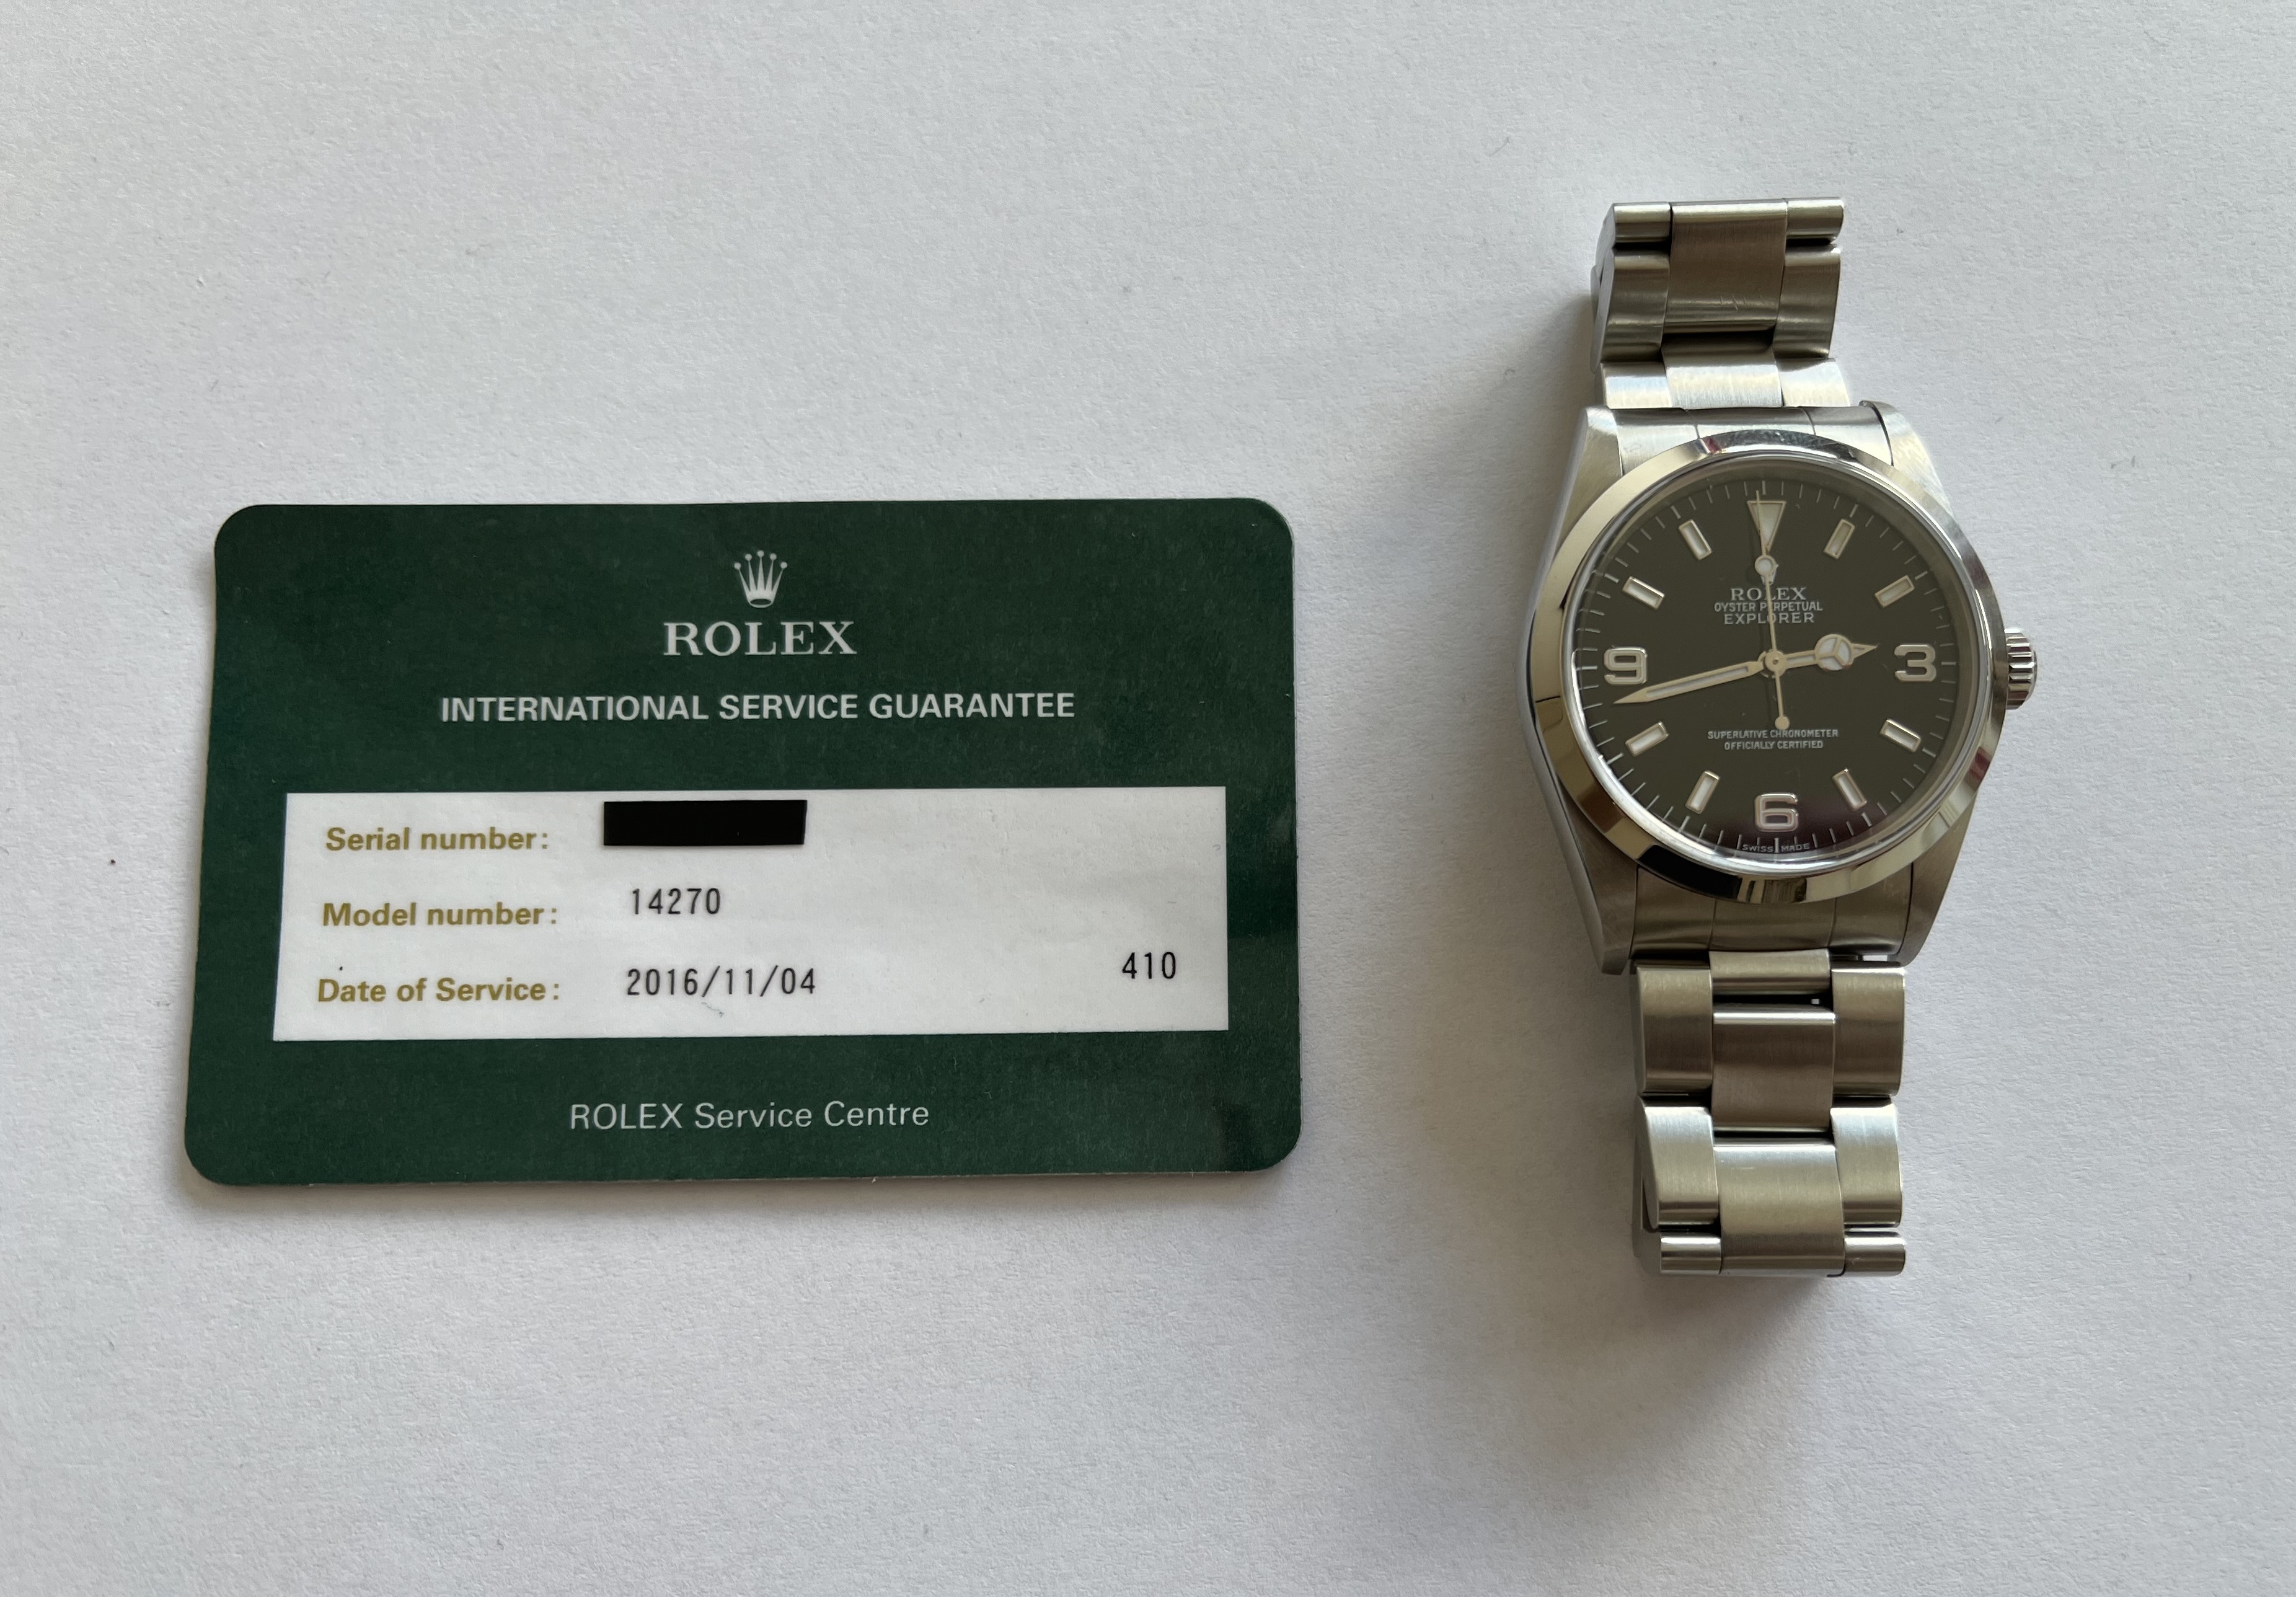 ROLEX
INTERNATIONAL SERVICE GUARANTEE
Serial number:
Model number: 14270
Date of Service: 2016/11/04 410
ROLEX Service Centre
ROLEX
OYSTER PERPETUAL
EXPLORER
9 3
SUPERLATIVE CHRONOMETER
OFFICIALLY CERTIFIED
6
SWISS MADE